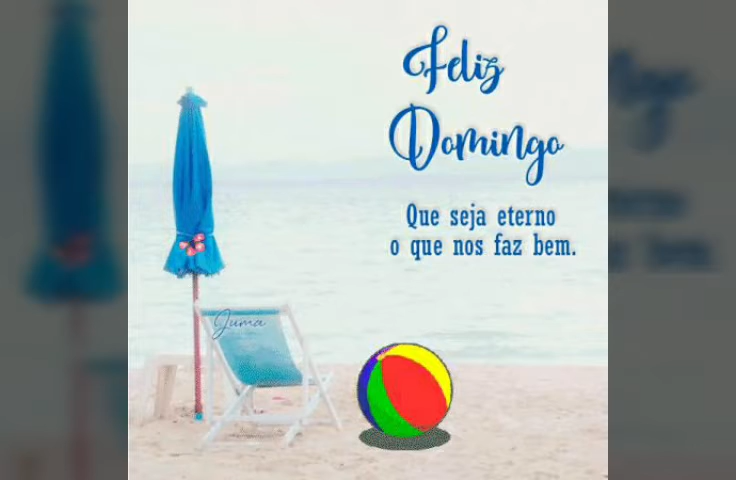 Feliz
Domingo
Que seja eterno
o que nos faz bem.
Juma